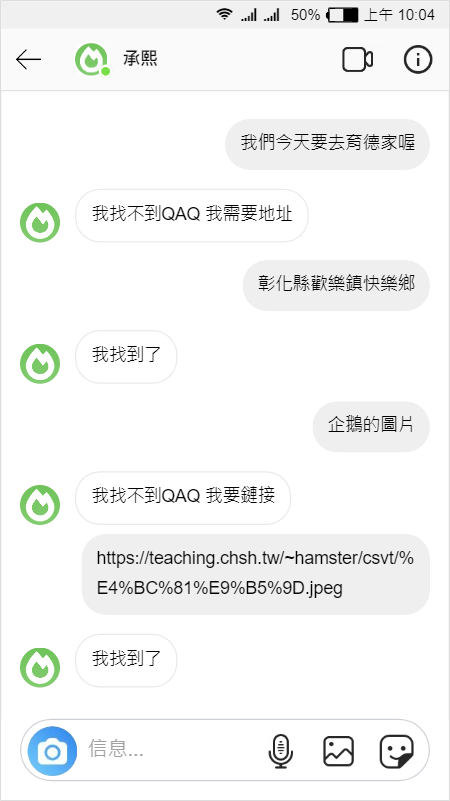 50% 上午 10:04
承熙
我們今天要去育德家喔
我找不到QAQ 我需要地址
彰化縣歡樂鎮快樂鄉
我找到了
企鵝的圖片
我找不到QAQ 我要鏈接
https://teaching.chsh.tw/~hamster/csvt/%
E4%BC%81%E9%B5%9D.jpeg
我找到了
信息...